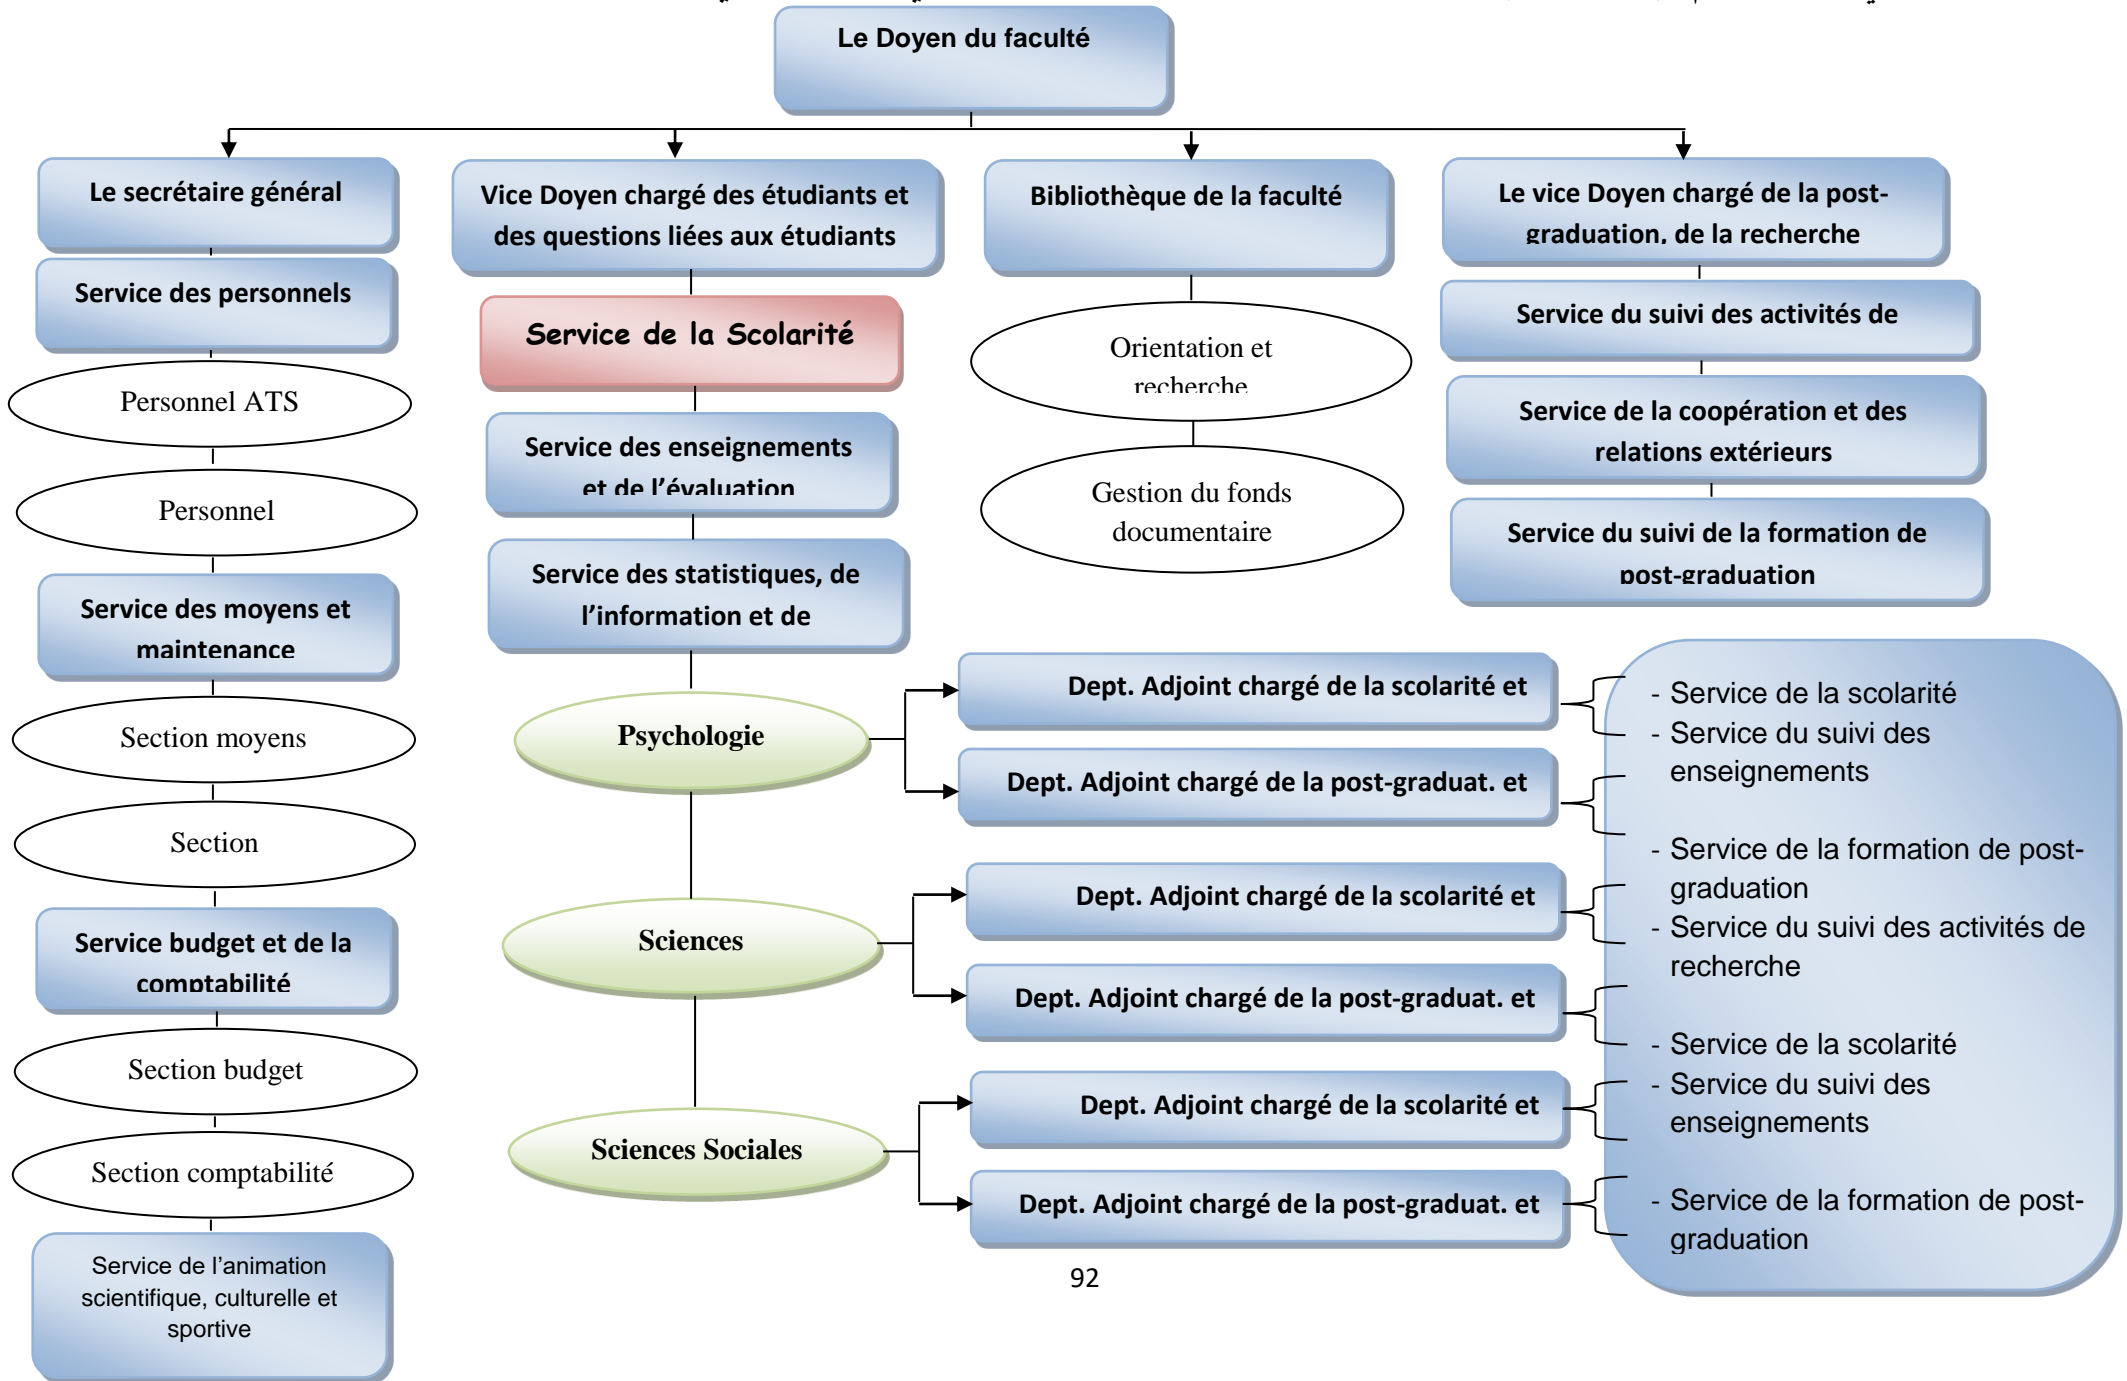 Le Doyen du faculté
Le secrétaire général
Service des personnels
Personnel ATS
Personnel
Service des moyens et
maintenance
Section moyens
Section
Service budget et de la
comptabilité
Section budget
Section comptabilité
Service de l’animation
scientifique, culturelle et
sportive
Vice Doyen chargé des étudiants et
des questions liées aux étudiants
Service de la Scolarité
Service des enseignements
et de l’évaluation
Service des statistiques, de
l’information et de
Bibliothèque de la faculté
Orientation et
recherche
Gestion du fonds
documentaire
Le vice Doyen chargé de la post-
graduation, de la recherche
Service du suivi des activités de
Service de la coopération et des
relations extérieurs
Service du suivi de la formation de
post-graduation
Psychologie
Dept. Adjoint chargé de la scolarité et
Dept. Adjoint chargé de la post-graduat. et
Sciences
Dept. Adjoint chargé de la scolarité et
Dept. Adjoint chargé de la post-graduat. et
Sciences Sociales
Dept. Adjoint chargé de la scolarité et
Dept. Adjoint chargé de la post-graduat. et
- Service de la scolarité
- Service du suivi des
enseignements
- Service de la formation de post-
graduation
- Service du suivi des activités de
recherche
- Service de la scolarité
- Service du suivi des
enseignements
- Service de la formation de post-
graduation
92